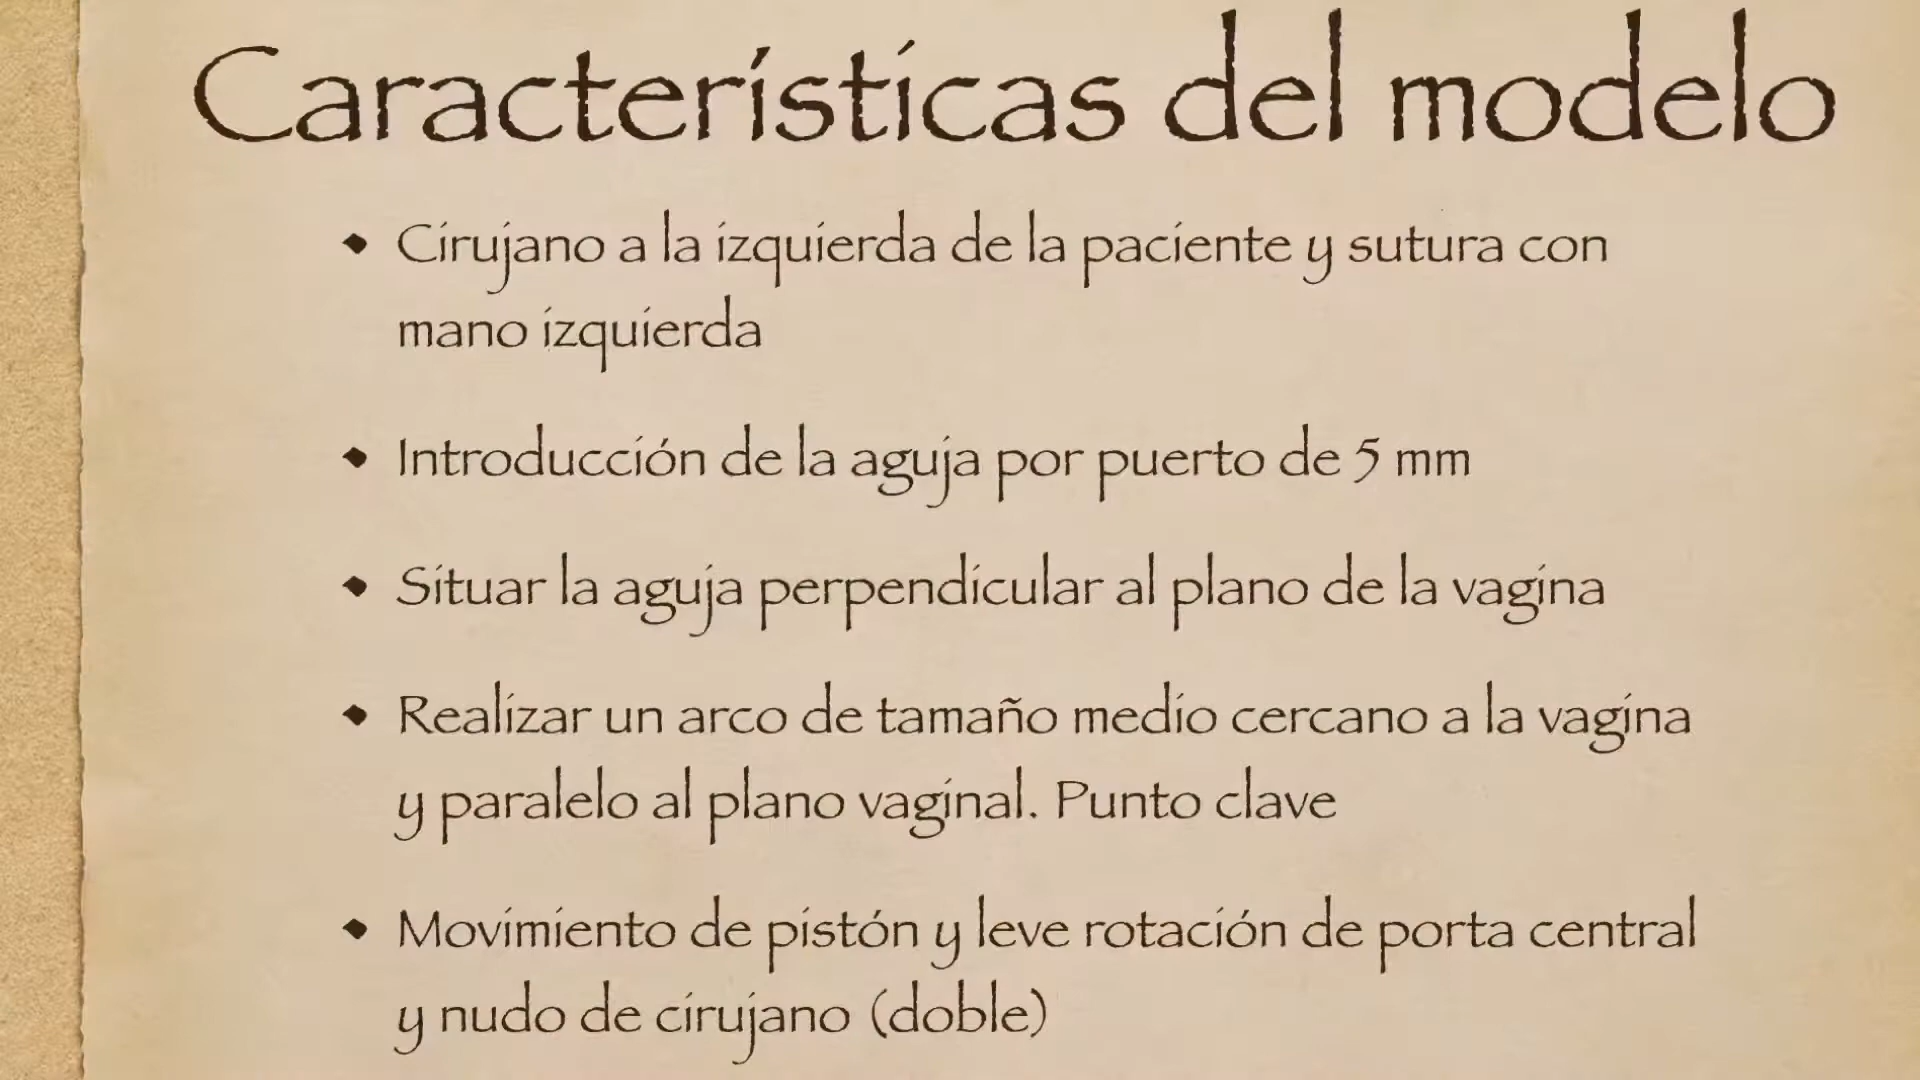 Características del modelo
Cirujano a la izquierda de la paciente y sutura con
mano izquierda
Introducción de la aguja por puerto de 5 mm
Situar la aguja perpendicular al plano de la vagina
Realizar un arco de tamaño medio cercano a la vagina
y paralelo al plano vaginal. Punto clave
Movimiento de pistón y leve rotación de porta central
y nudo de cirujano (doble)